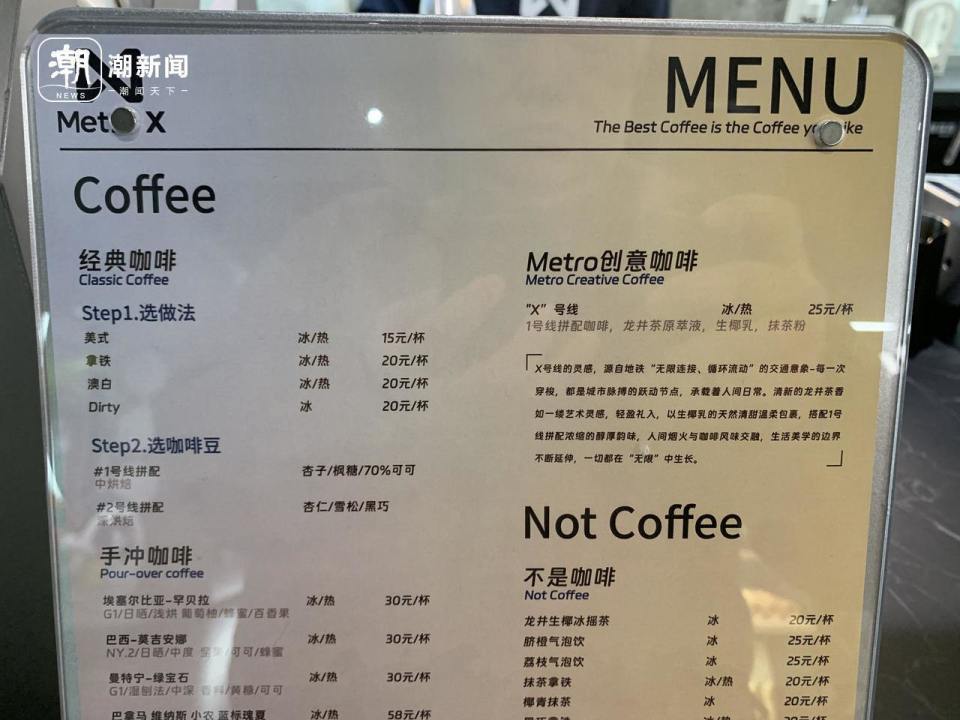 潮 潮新闻
NEWS 潮闻天下
Met X
MENU
The Best Coffee is the Coffee you like
Coffee
经典咖啡
Classic Coffee
Step1.选做法
美式 冰/热 15元/杯
拿铁 冰/热 20元/杯
澳白 冰/热 20元/杯
Dirty 冰 20元/杯
Step2.选咖啡豆
#1号线拼配 杏子/枫糖/70%可可
中烘焙
#2号线拼配 杏仁/雪松/黑巧
深烘焙
手冲咖啡
Pour-over coffee
埃塞尔比亚-罕贝拉 冰/热 30元/杯
G1/日晒/浅烘 葡萄柚/蜂蜜/百香果
巴西-莫吉安娜 冰/热 30元/杯
NY.2/日晒/中度 坚果/可可/蜂蜜
曼特宁-绿宝石 冰/热 30元/杯
G1/湿刨法/中深 香料/黄糖/可可
巴拿马 维纳斯 小农 蓝标瑰夏 冰/热 58元/杯
Metro创意咖啡
Metro Creative Coffee
"X" 号线 冰/热 25元/杯
1号线拼配咖啡，龙井茶原萃液，生椰乳，抹茶粉
X号线的灵感，源自地铁“无限连接、循环流动”的交通意象-每一次
穿梭，都是城市脉搏的跃动节点，承载着人间日常。清新的龙井茶香
如一缕艺术灵感，轻盈礼入，以生椰乳的天然清甜温柔包裹，搭配1号
线拼配浓缩的醇厚韵味，人间烟火与咖啡风味交融，生活美学的边界
不断延伸，一切都在“无限”中生长。
Not Coffee
不是咖啡
Not Coffee
龙井生椰冰摇茶 冰 20元/杯
脐橙气泡饮 冰 25元/杯
荔枝气泡饮 冰 25元/杯
抹茶拿铁 冰/热 20元/杯
椰青抹茶 冰 20元/杯